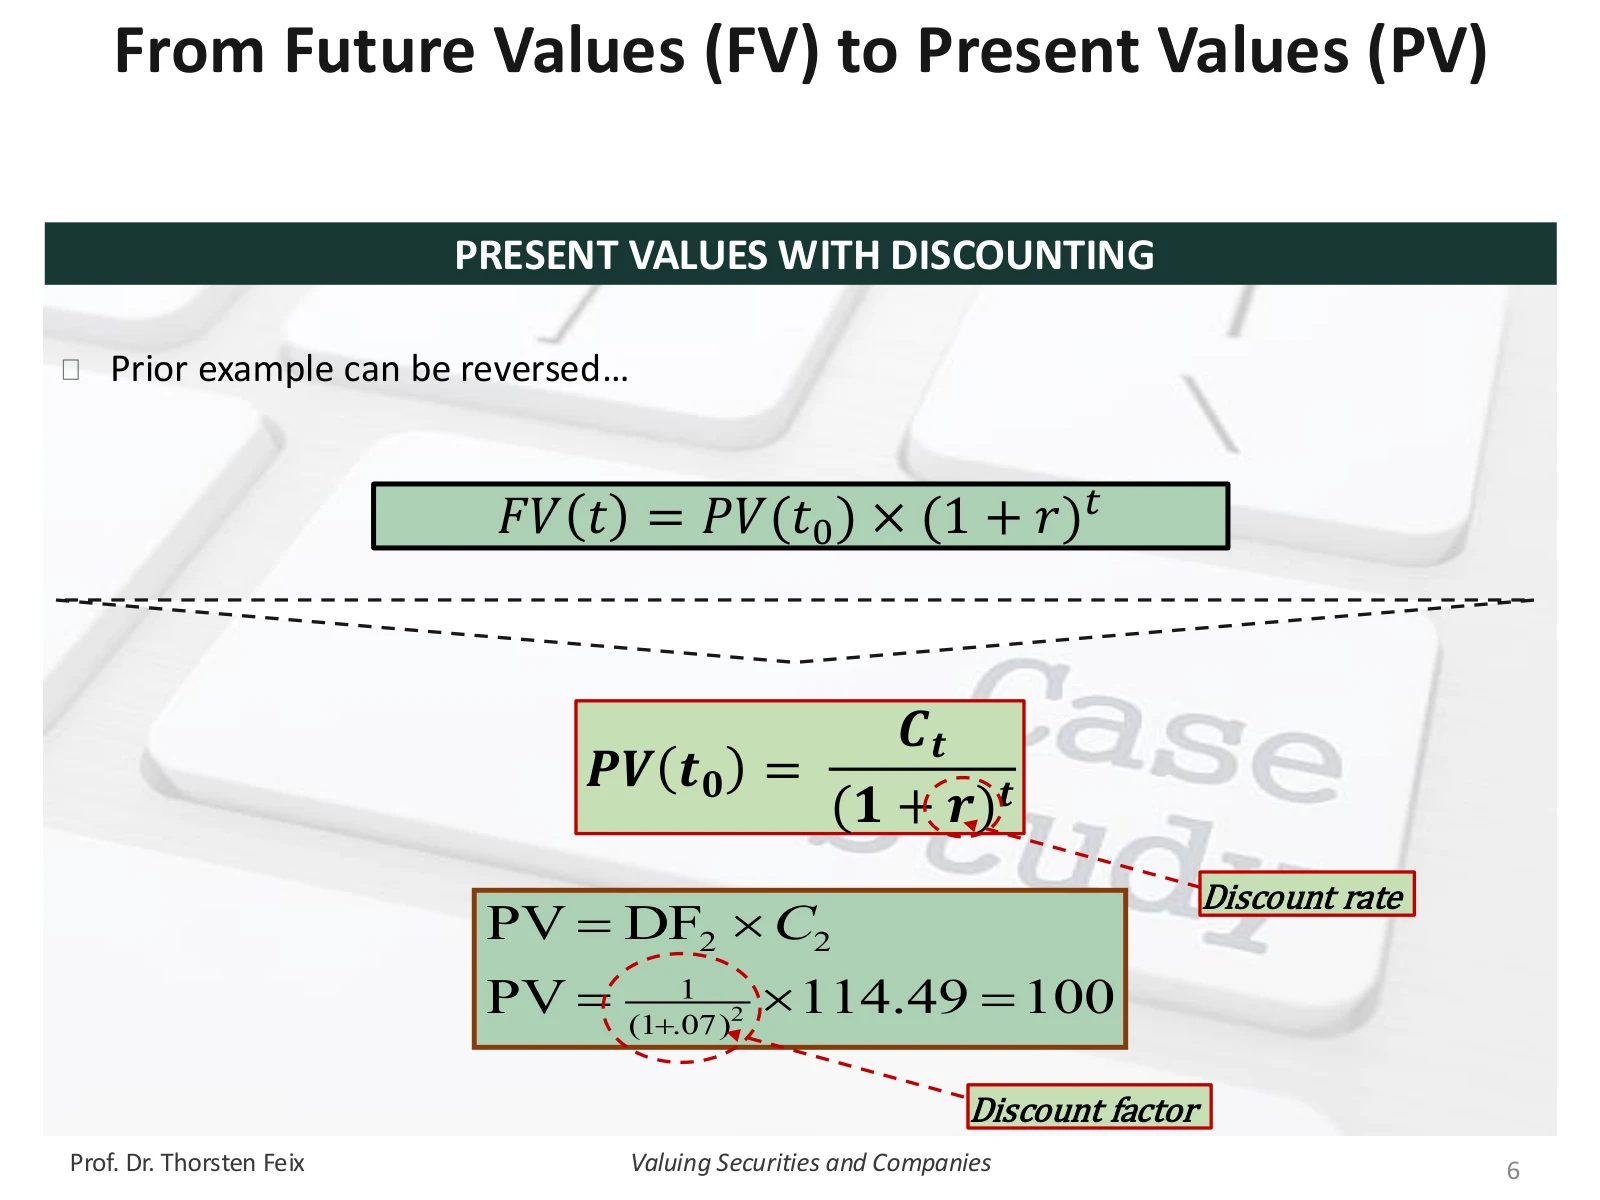 From Future Values (FV) to Present Values (PV)
PRESENT VALUES WITH DISCOUNTING
Prior example can be reversed…
FV(t) = PV(t₀) × (1 + r)ᵗ
PV(t₀) = Cₜ / (1 + r)ᵗ
Case
Study
Discount rate
PV = DF₂ × C₂
PV = 1/(1+.07)² × 114.49 = 100
Discount factor
Prof. Dr. Thorsten Feix
Valuing Securities and Companies
6